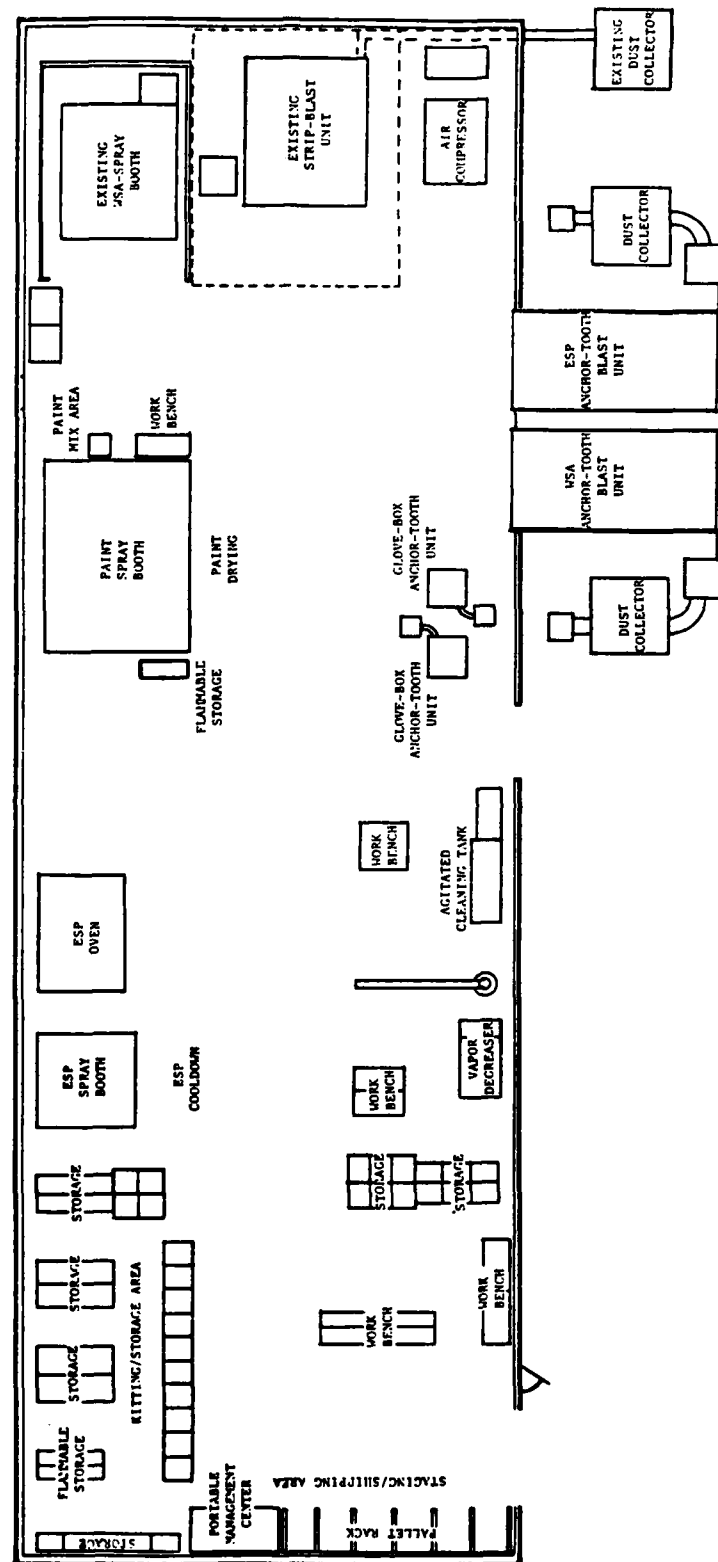 EXISTING
DUST
COLLECTOR
EXISTING
WSA-SPRAY
BOOTH
EXISTING
STRIP-BLAST
UNIT
AIR
COMPRESSOR
DUST
COLLECTOR
ESP
ANCHOR-TOOTH
BLAST
UNIT
PAINT
MIX AREA
WORK
BENCH
WSA
ANCHOR-TOOTH
BLAST
UNIT
PAINT
SPRAY
BOOTH
PAINT
DRYING
GLOVE-BOX
ANCHOR-TOOTH
UNIT
DUST
COLLECTOR
FLAMMABLE
STORAGE
GLOVE-BOX
ANCHOR-TOOTH
UNIT
WORK
BENCH
AGITATED
CLEANING TANK
ESP
OVEN
ESP
SPRAY
BOOTH
ESP
COOLDOWN
WORK
BENCH
VAPOR
DEGREASER
STORAGE
STORAGE
STORAGE
STORAGE
KITTING/STORAGE AREA
WORK
BENCH
WORK
BENCH
STORAGE
FLAMMABLE
STORAGE
STORAGE
PORTABLE
MANAGEMENT
CENTER
STAGING/SHIPPING AREA
PALLET RACK